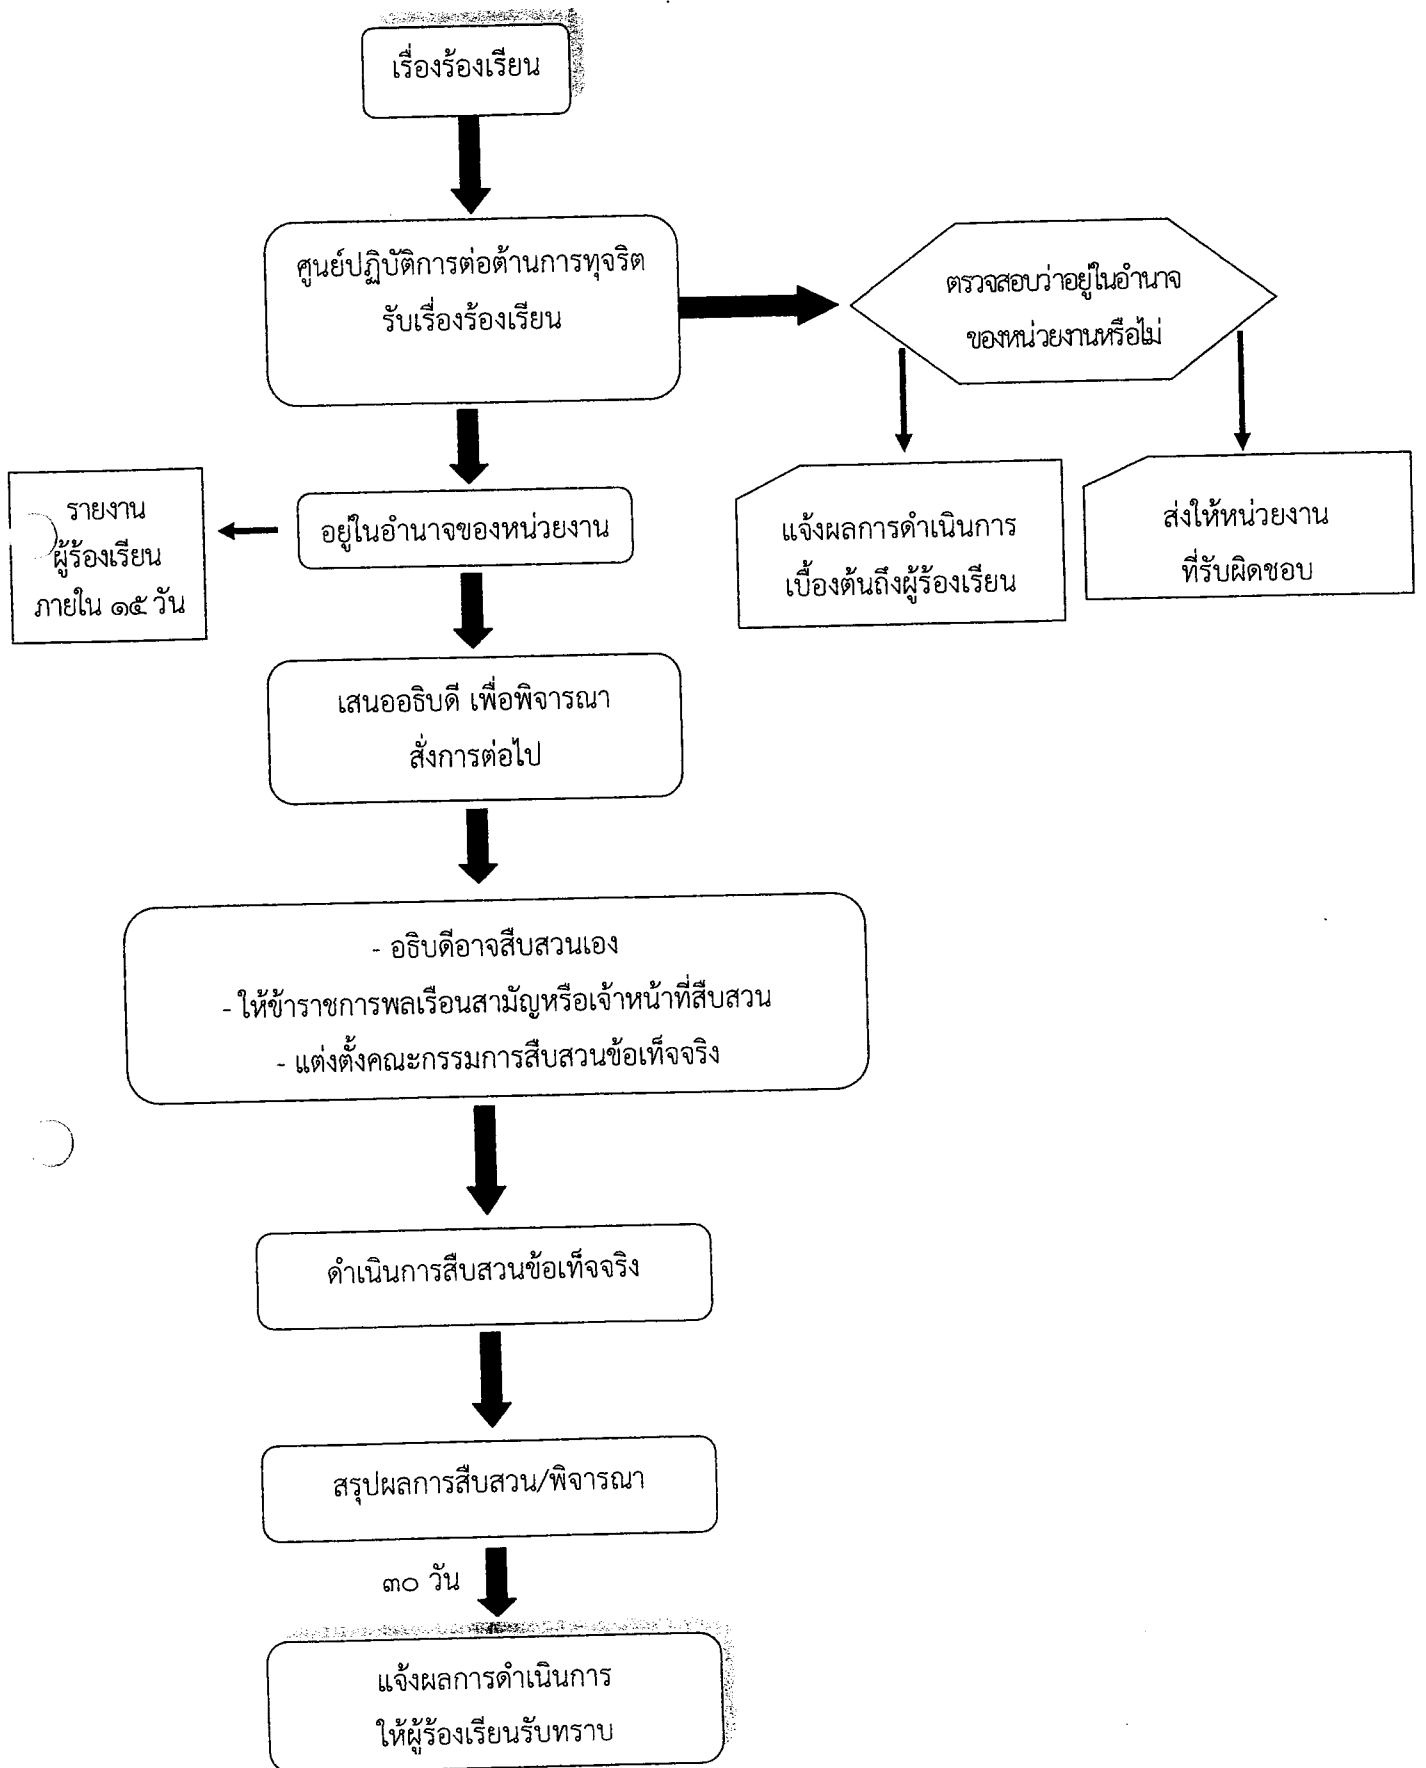 เรื่องร้องเรียน
ศูนย์ปฏิบัติการต่อต้านการทุจริต
รับเรื่องร้องเรียน
ตรวจสอบว่าอยู่ในอำนาจ
ของหน่วยงานหรือไม่
รายงาน
ผู้ร้องเรียน
ภายใน ๑๕ วัน
อยู่ในอำนาจของหน่วยงาน
แจ้งผลการดำเนินการ
เบื้องต้นถึงผู้ร้องเรียน
ส่งให้หน่วยงาน
ที่รับผิดชอบ
เสนออธิบดี เพื่อพิจารณา
สั่งการต่อไป
- อธิบดีอาจสืบสวนเอง
- ให้ข้าราชการพลเรือนสามัญหรือเจ้าหน้าที่สืบสวน
- แต่งตั้งคณะกรรมการสืบสวนข้อเท็จจริง
ดำเนินการสืบสวนข้อเท็จจริง
สรุปผลการสืบสวน/พิจารณา
๓๐ วัน
แจ้งผลการดำเนินการ
ให้ผู้ร้องเรียนรับทราบ